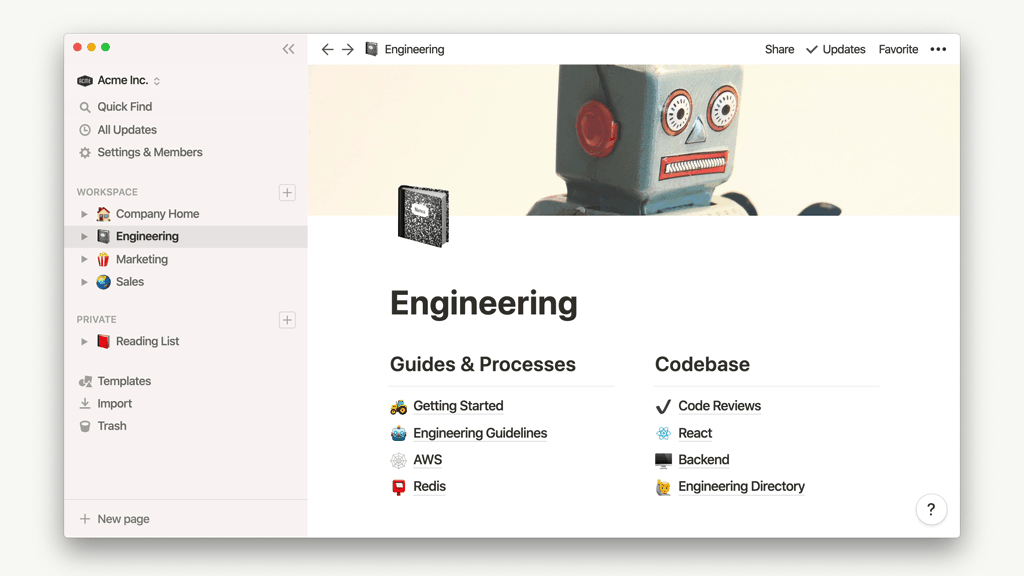 Engineering
Share
Updates
Favorite
Acme Inc.
Quick Find
All Updates
Settings & Members
WORKSPACE
Company Home
Engineering
Marketing
Sales
PRIVATE
Reading List
Templates
Import
Trash
New page
Engineering
Guides & Processes
Getting Started
Engineering Guidelines
AWS
Redis
Codebase
Code Reviews
React
Backend
Engineering Directory
?